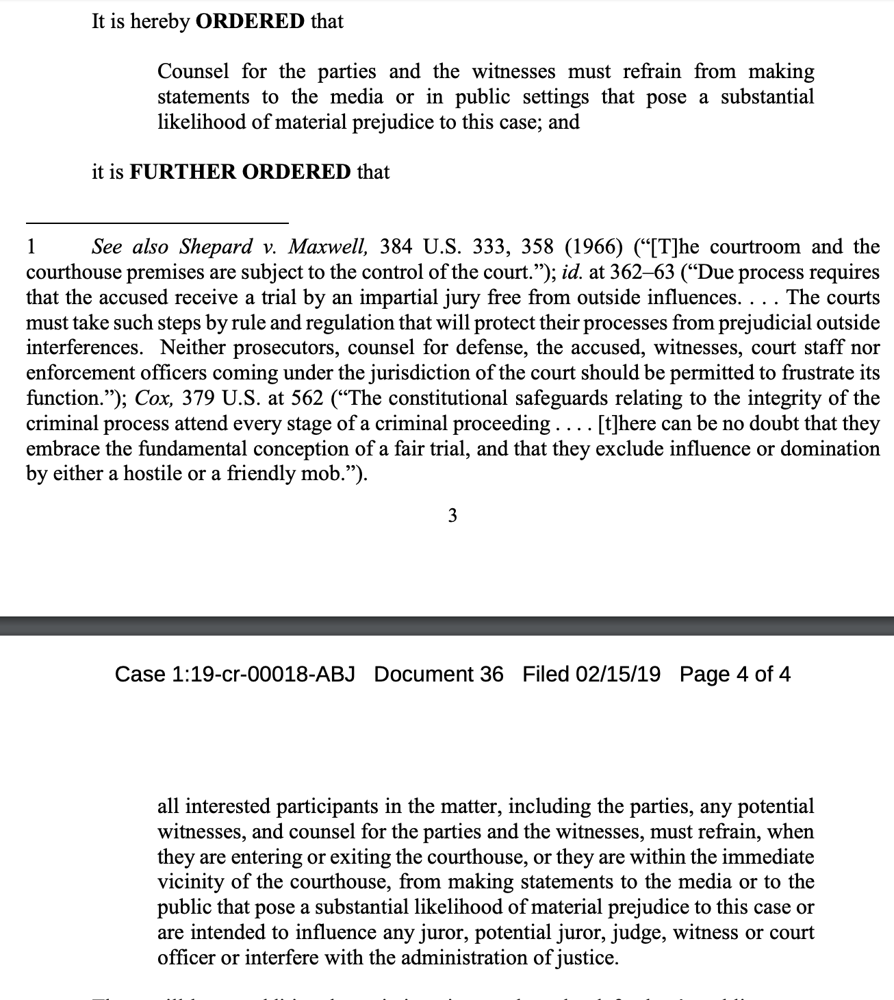 It is hereby ORDERED that
Counsel for the parties and the witnesses must refrain from making
statements to the media or in public settings that pose a substantial
likelihood of material prejudice to this case; and
it is FURTHER ORDERED that
1 See also Shepard v. Maxwell, 384 U.S. 333, 358 (1966) (“[T]he courtroom and the
courthouse premises are subject to the control of the court.”); id. at 362–63 (“Due process requires
that the accused receive a trial by an impartial jury free from outside influences. . . . The courts
must take such steps by rule and regulation that will protect their processes from prejudicial outside
interferences. Neither prosecutors, counsel for defense, the accused, witnesses, court staff nor
enforcement officers coming under the jurisdiction of the court should be permitted to frustrate its
function.”); Cox, 379 U.S. at 562 (“The constitutional safeguards relating to the integrity of the
criminal process attend every stage of a criminal proceeding . . . . [t]here can be no doubt that they
embrace the fundamental conception of a fair trial, and that they exclude influence or domination
by either a hostile or a friendly mob.”).
3
Case 1:19-cr-00018-ABJ Document 36 Filed 02/15/19 Page 4 of 4
all interested participants in the matter, including the parties, any potential
witnesses, and counsel for the parties and the witnesses, must refrain, when
they are entering or exiting the courthouse, or they are within the immediate
vicinity of the courthouse, from making statements to the media or to the
public that pose a substantial likelihood of material prejudice to this case or
are intended to influence any juror, potential juror, judge, witness or court
officer or interfere with the administration of justice.